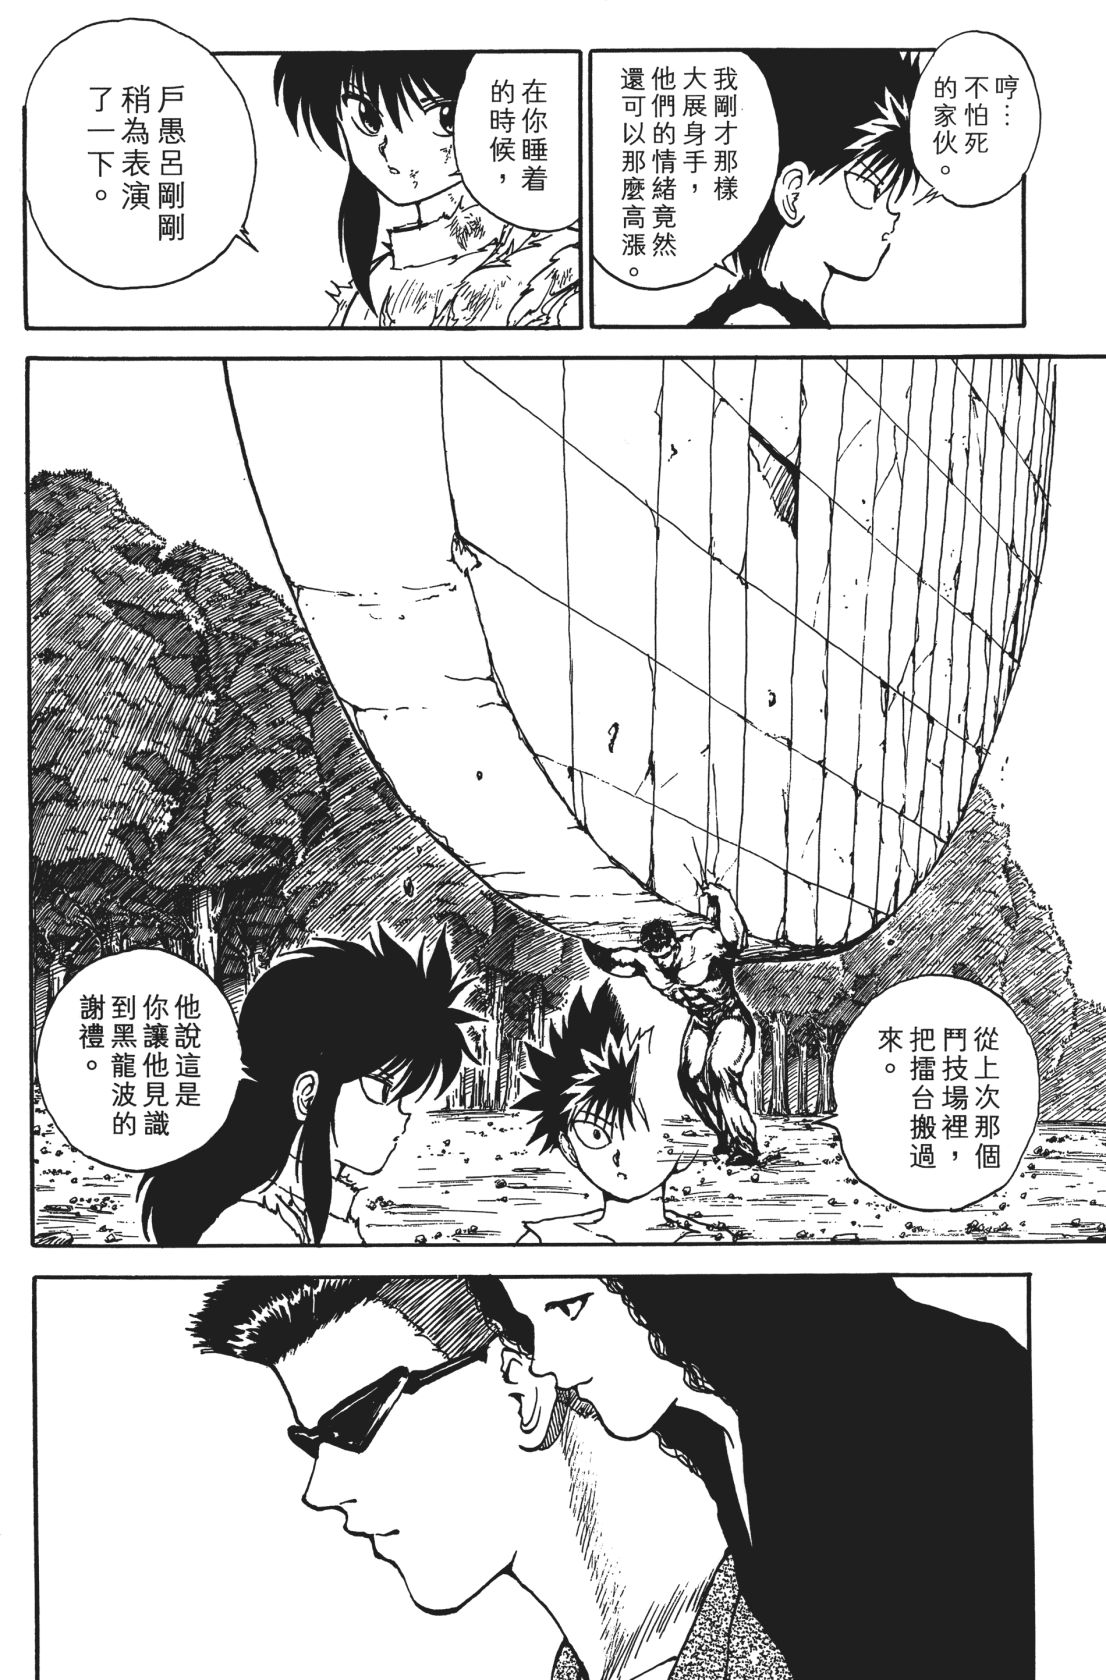 哼…
不怕死
的家伙。
我剛才那樣
大展身手，
他們的情緒竟然
還可以那麼高漲。
在你睡着
的時候，
戶愚呂剛剛
稍為表演
了一下。
從上次那個
鬥技場裡，
把擂台搬過
來。
他說這是
你讓他見識
到黑龍波的
謝禮。